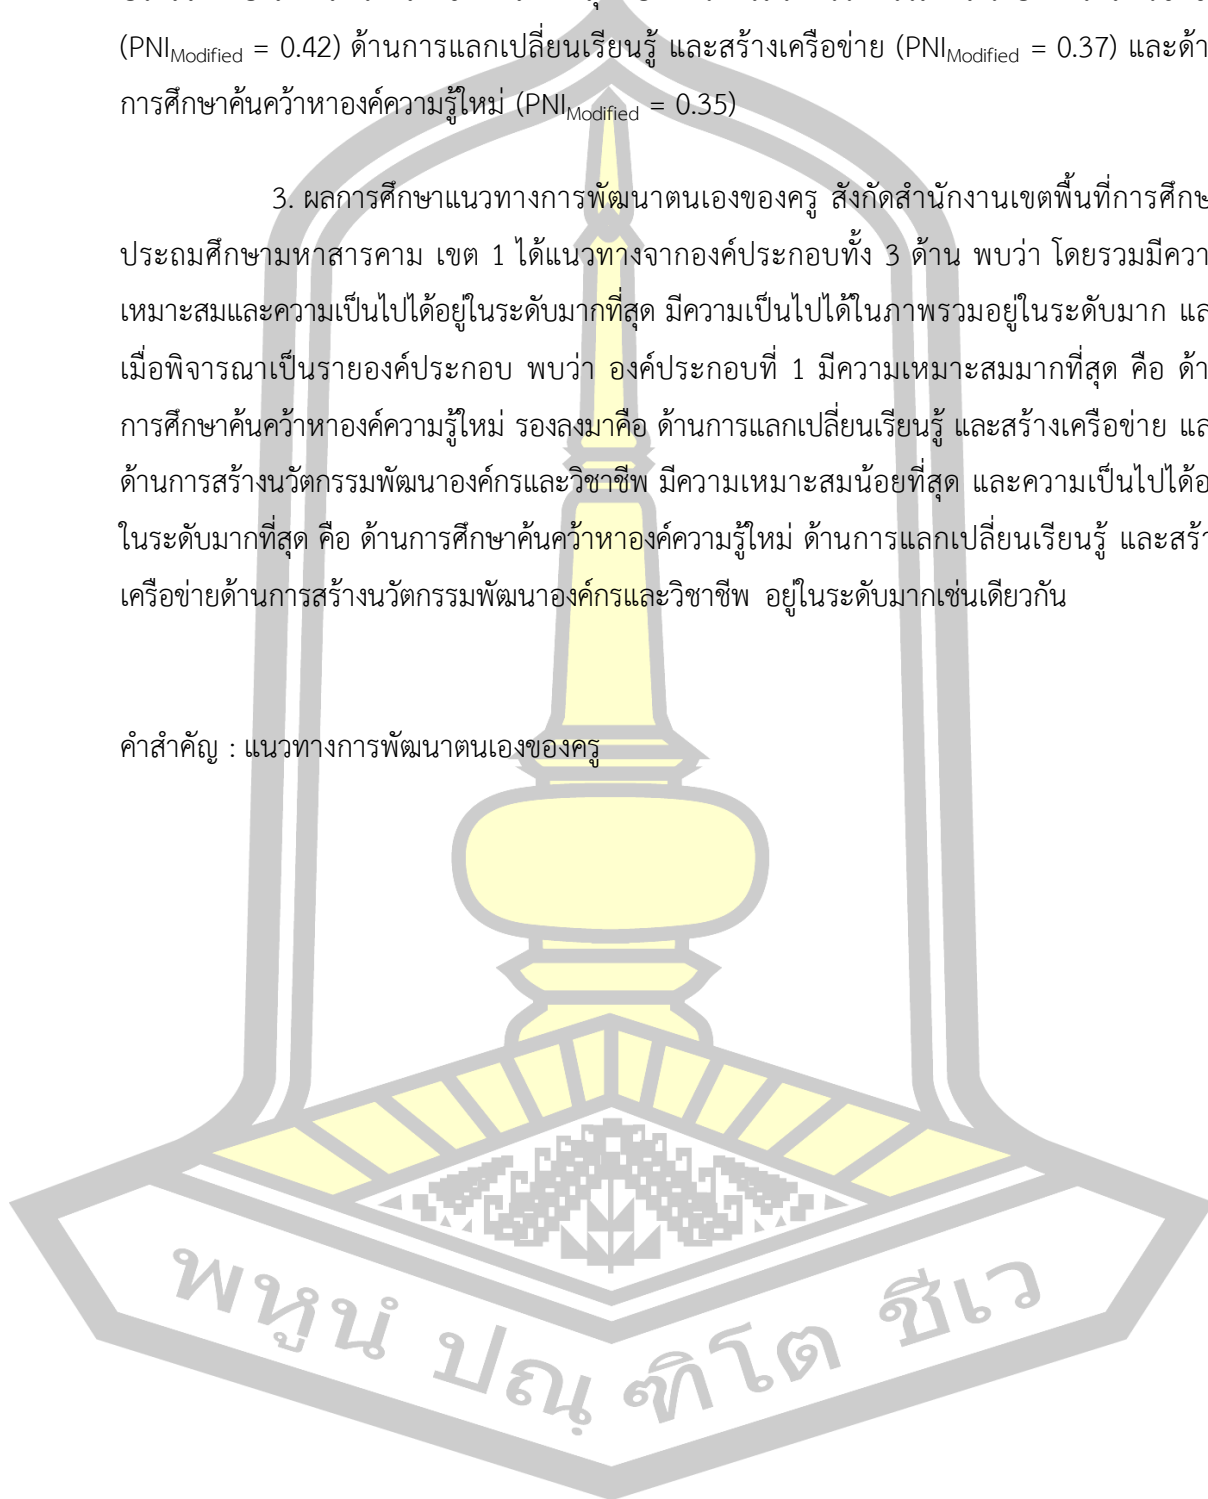 (PNIModified = 0.42) ด้านการแลกเปลี่ยนเรียนรู้ และสร้างเครือข่าย (PNIModified = 0.37) และด้า
การศึกษาค้นคว้าหาองค์ความรู้ใหม่ (PNIModified = 0.35)
3. ผลการศึกษาแนวทางการพัฒนาตนเองของครู สังกัดสำนักงานเขตพื้นที่การศึกษ
ประถมศึกษามหาสารคาม เขต 1 ได้แนวทางจากองค์ประกอบทั้ง 3 ด้าน พบว่า โดยรวมมีควา
เหมาะสมและความเป็นไปได้อยู่ในระดับมากที่สุด มีความเป็นไปได้ในภาพรวมอยู่ในระดับมาก แล
เมื่อพิจารณาเป็นรายองค์ประกอบ พบว่า องค์ประกอบที่ 1 มีความเหมาะสมมากที่สุด คือ ด้า
การศึกษาค้นคว้าหาองค์ความรู้ใหม่ รองลงมาคือ ด้านการแลกเปลี่ยนเรียนรู้ และสร้างเครือข่าย แล
ด้านการสร้างนวัตกรรมพัฒนาองค์กรและวิชาชีพ มีความเหมาะสมน้อยที่สุด และความเป็นไปได้อ
ในระดับมากที่สุด คือ ด้านการศึกษาค้นคว้าหาองค์ความรู้ใหม่ ด้านการแลกเปลี่ยนเรียนรู้ และสร้า
เครือข่ายด้านการสร้างนวัตกรรมพัฒนาองค์กรและวิชาชีพ อยู่ในระดับมากเช่นเดียวกัน
คำสำคัญ : แนวทางการพัฒนาตนเองของครู
พหูนํ ปณฺฑิโต ชีเว